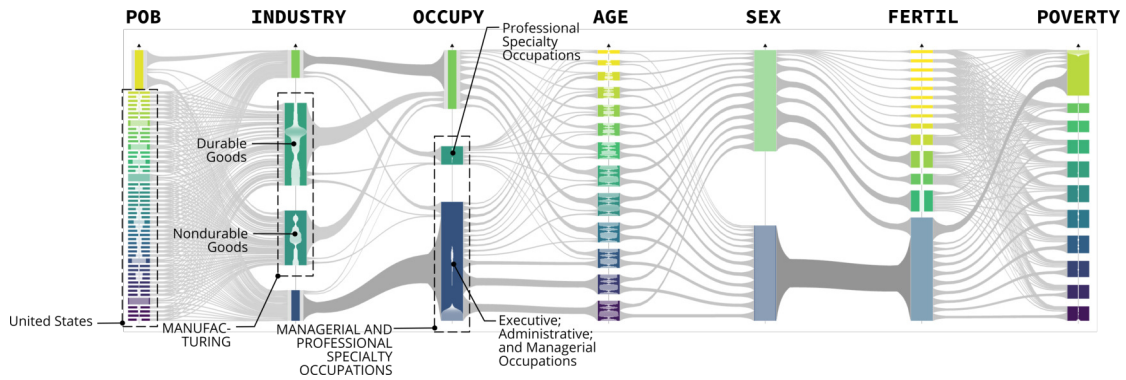 POB INDUSTRY OCCUPY AGE SEX FERTIL POVERTY
Professional
Specialty
Occupations
Durable
Goods
Nondurable
Goods
United States
MANUFAC-
TURING
MANAGERIAL AND
PROFESSIONAL
SPECIALTY
OCCUPATIONS
Executive;
Administrative;
and Managerial
Occupations